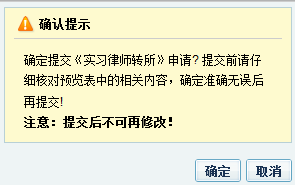 确认提示
确定提交《实习律师转所》申请? 提交前请仔
细核对预览表中的相关内容，确定准确无误后
再提交!
注意：提交后不可再修改！
确定 取消